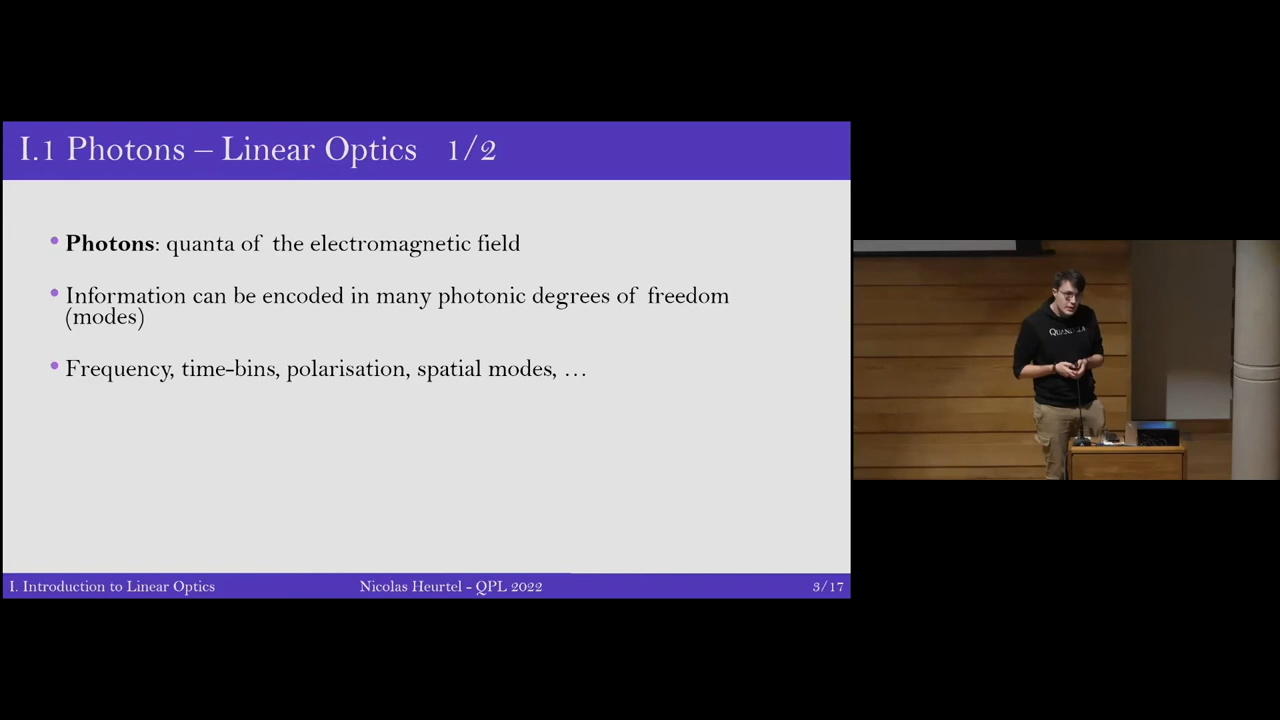 I.1 Photons – Linear Optics 1/2
• Photons: quanta of the electromagnetic field
• Information can be encoded in many photonic degrees of freedom
(modes)
• Frequency, time-bins, polarisation, spatial modes, …
I. Introduction to Linear Optics
Nicolas Heurtel - QPL 2022
3/17